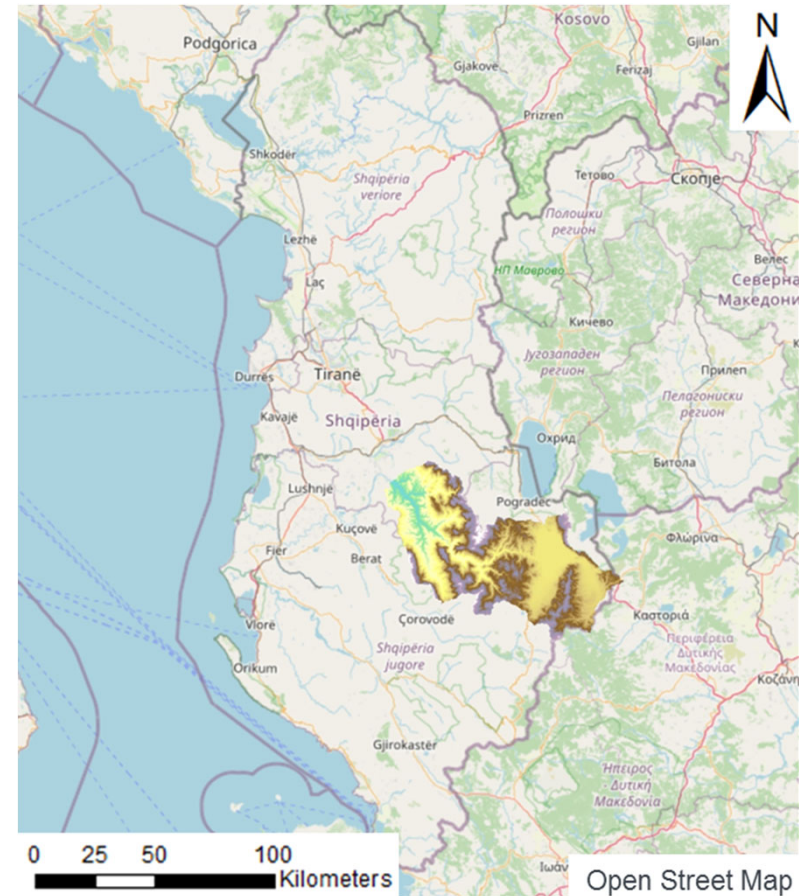 Kosovo
N
Podgorica
Gjilan
Gjakove
Ferizaj
Prizren
Shkodër
Тетово
Скопје
Shqipëria
veriore
Полошки
регион
Lezhë
Велес
НП Маврово
Северна
Македони
Laç
Кичево
Југозападен
регион
Durrës
Tiranë
Прилеп
Пелагониски
регион
Kavajë
Shqipëria
Охрид
Битола
Lushnjë
Pogradec
Kuçovë
Φλώρινα
Fier
Berat
Καστοριά
Çorovodë
Vlorë
Περιφέρεια
Δυτικής
Μακεδονίας
Shqipëria
jugore
Orikum
Κοζάνη
Gjirokastër
Ήπειρος
- Δυτική
Μακεδονία
0 25 50 100
Kilometers
Ιωάν
Open Street Map